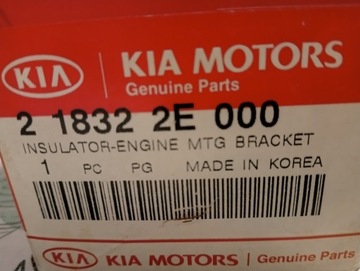 KIA KIA MOTORS
Genuine Parts
2 1832 2E 000
INSULATOR-ENGINE MTG BRACKET
1 PC PG MADE IN KOREA
KIA KIA MOTORS
Genuine Parts